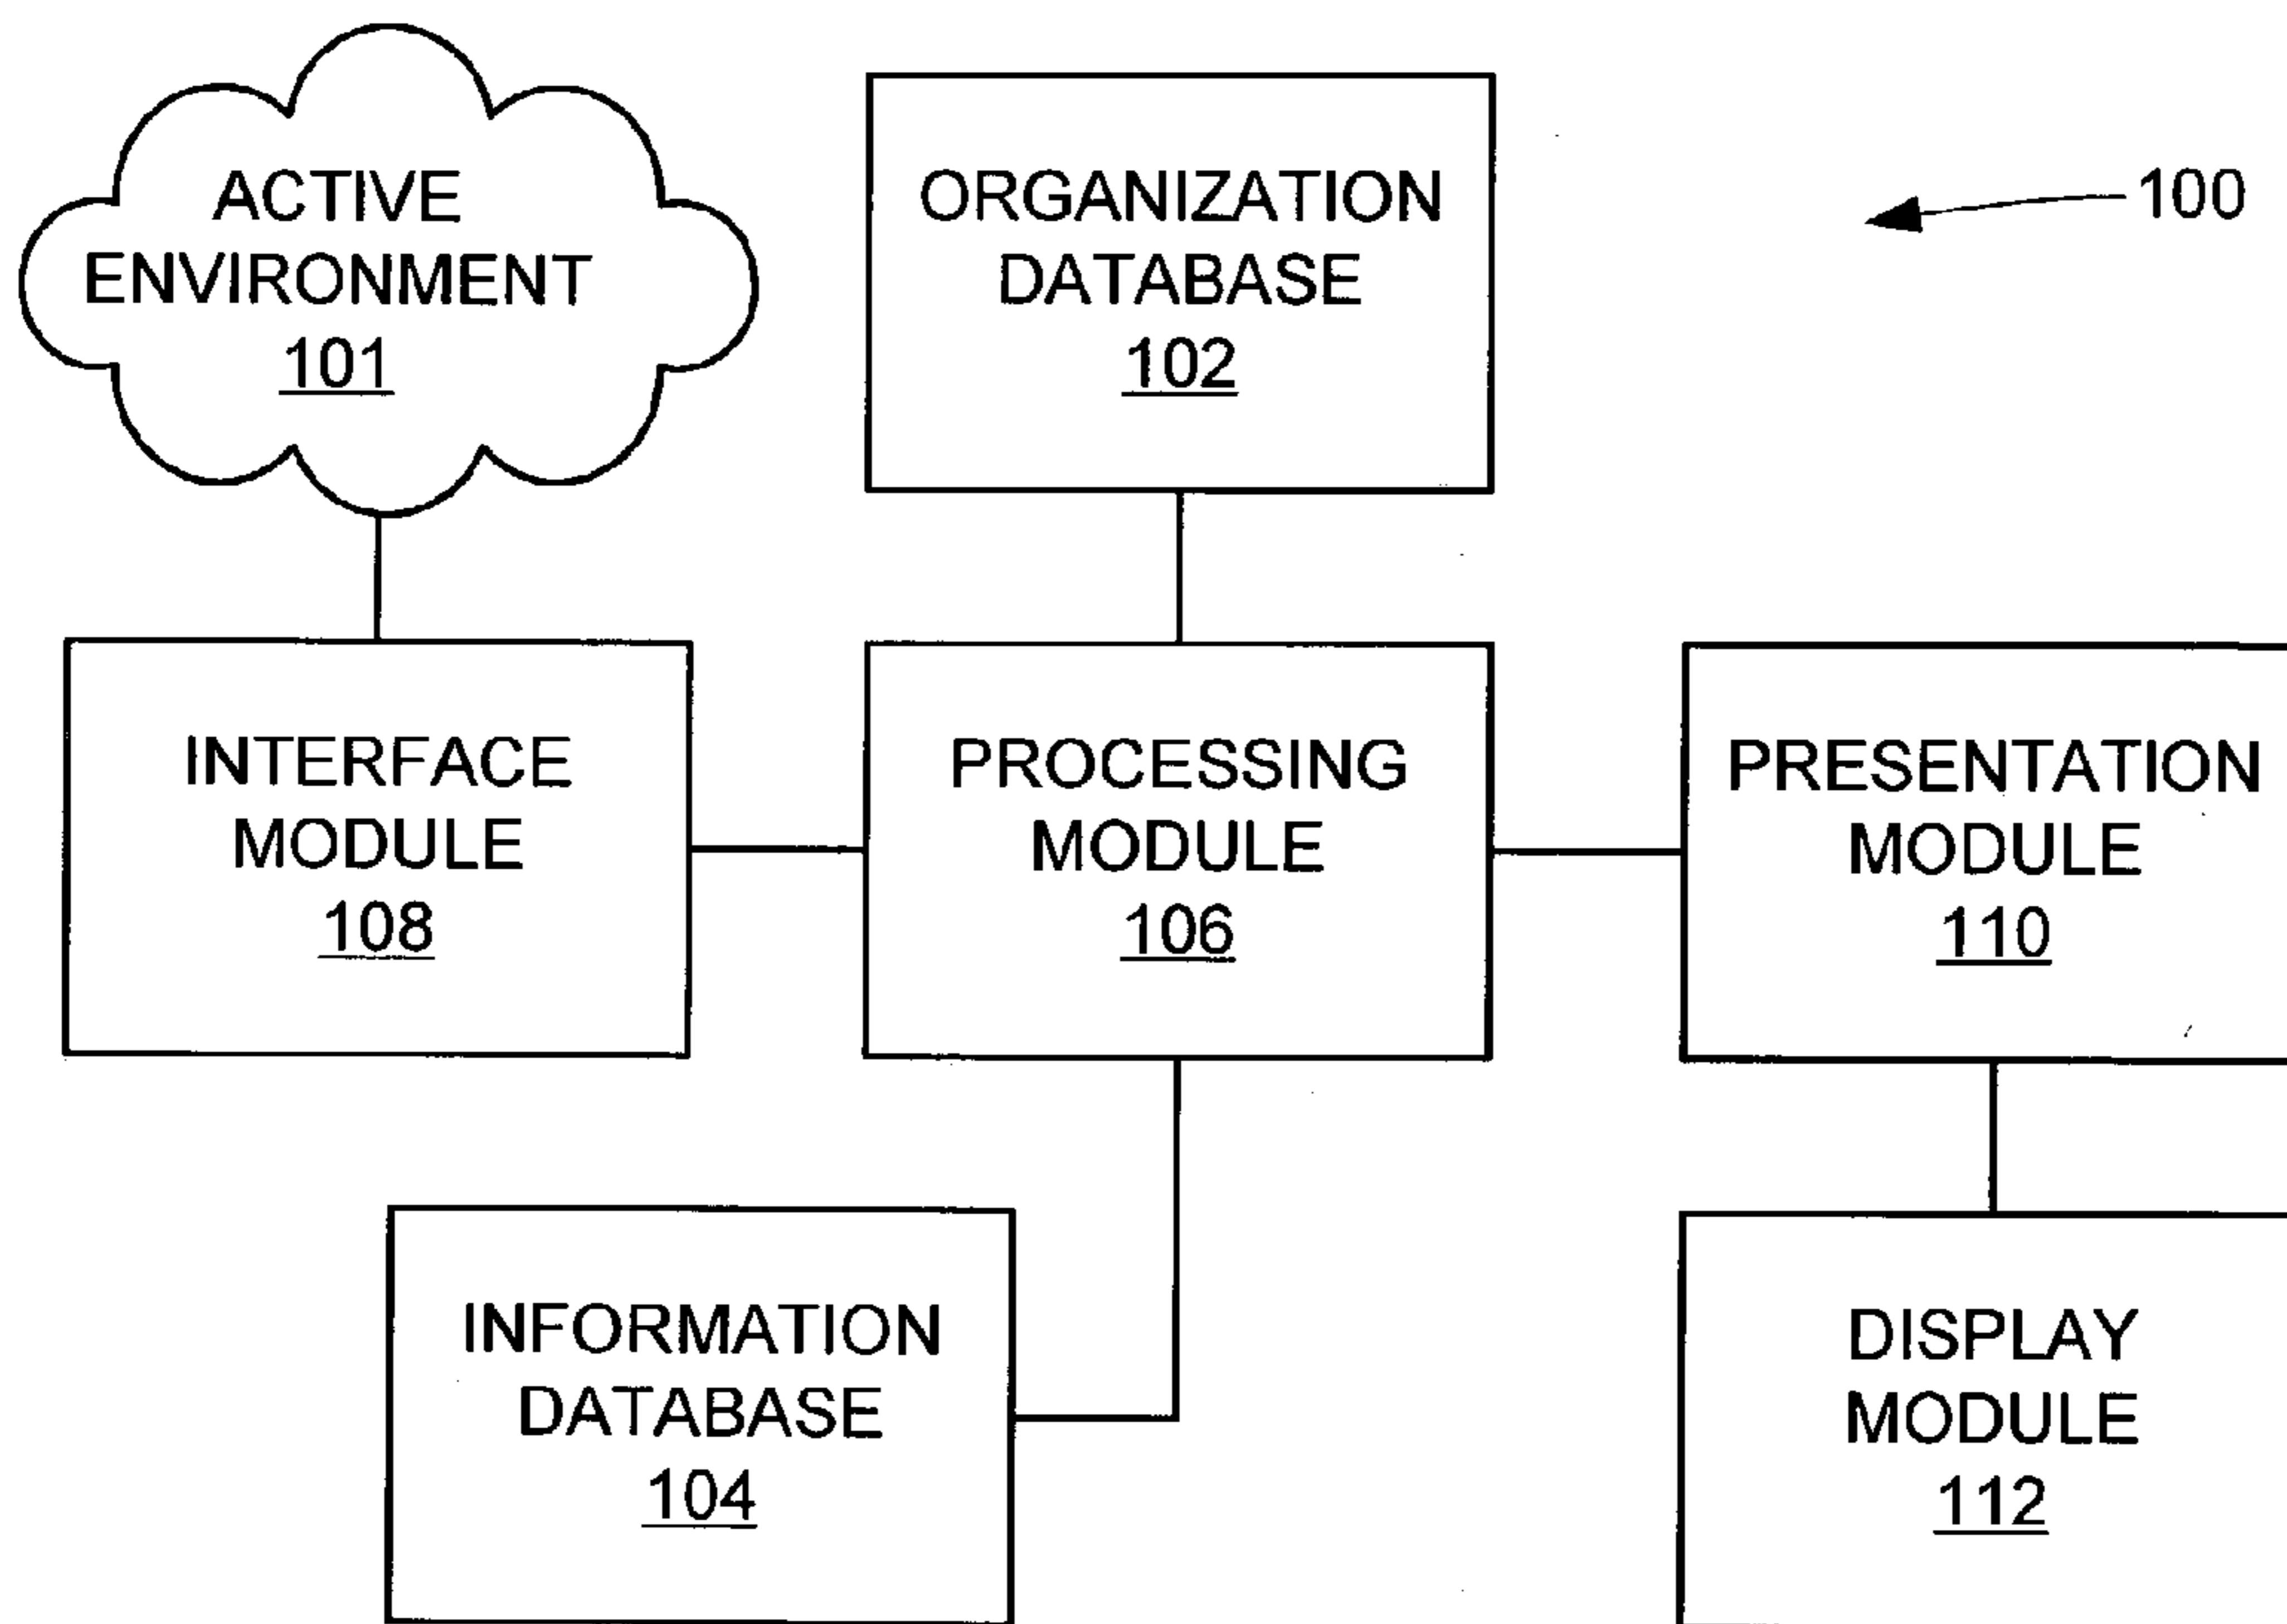 ACTIVE
ENVIRONMENT
101
ORGANIZATION
DATABASE
102
100
INTERFACE
MODULE
108
PROCESSING
MODULE
106
PRESENTATION
MODULE
110
INFORMATION
DATABASE
104
DISPLAY
MODULE
112